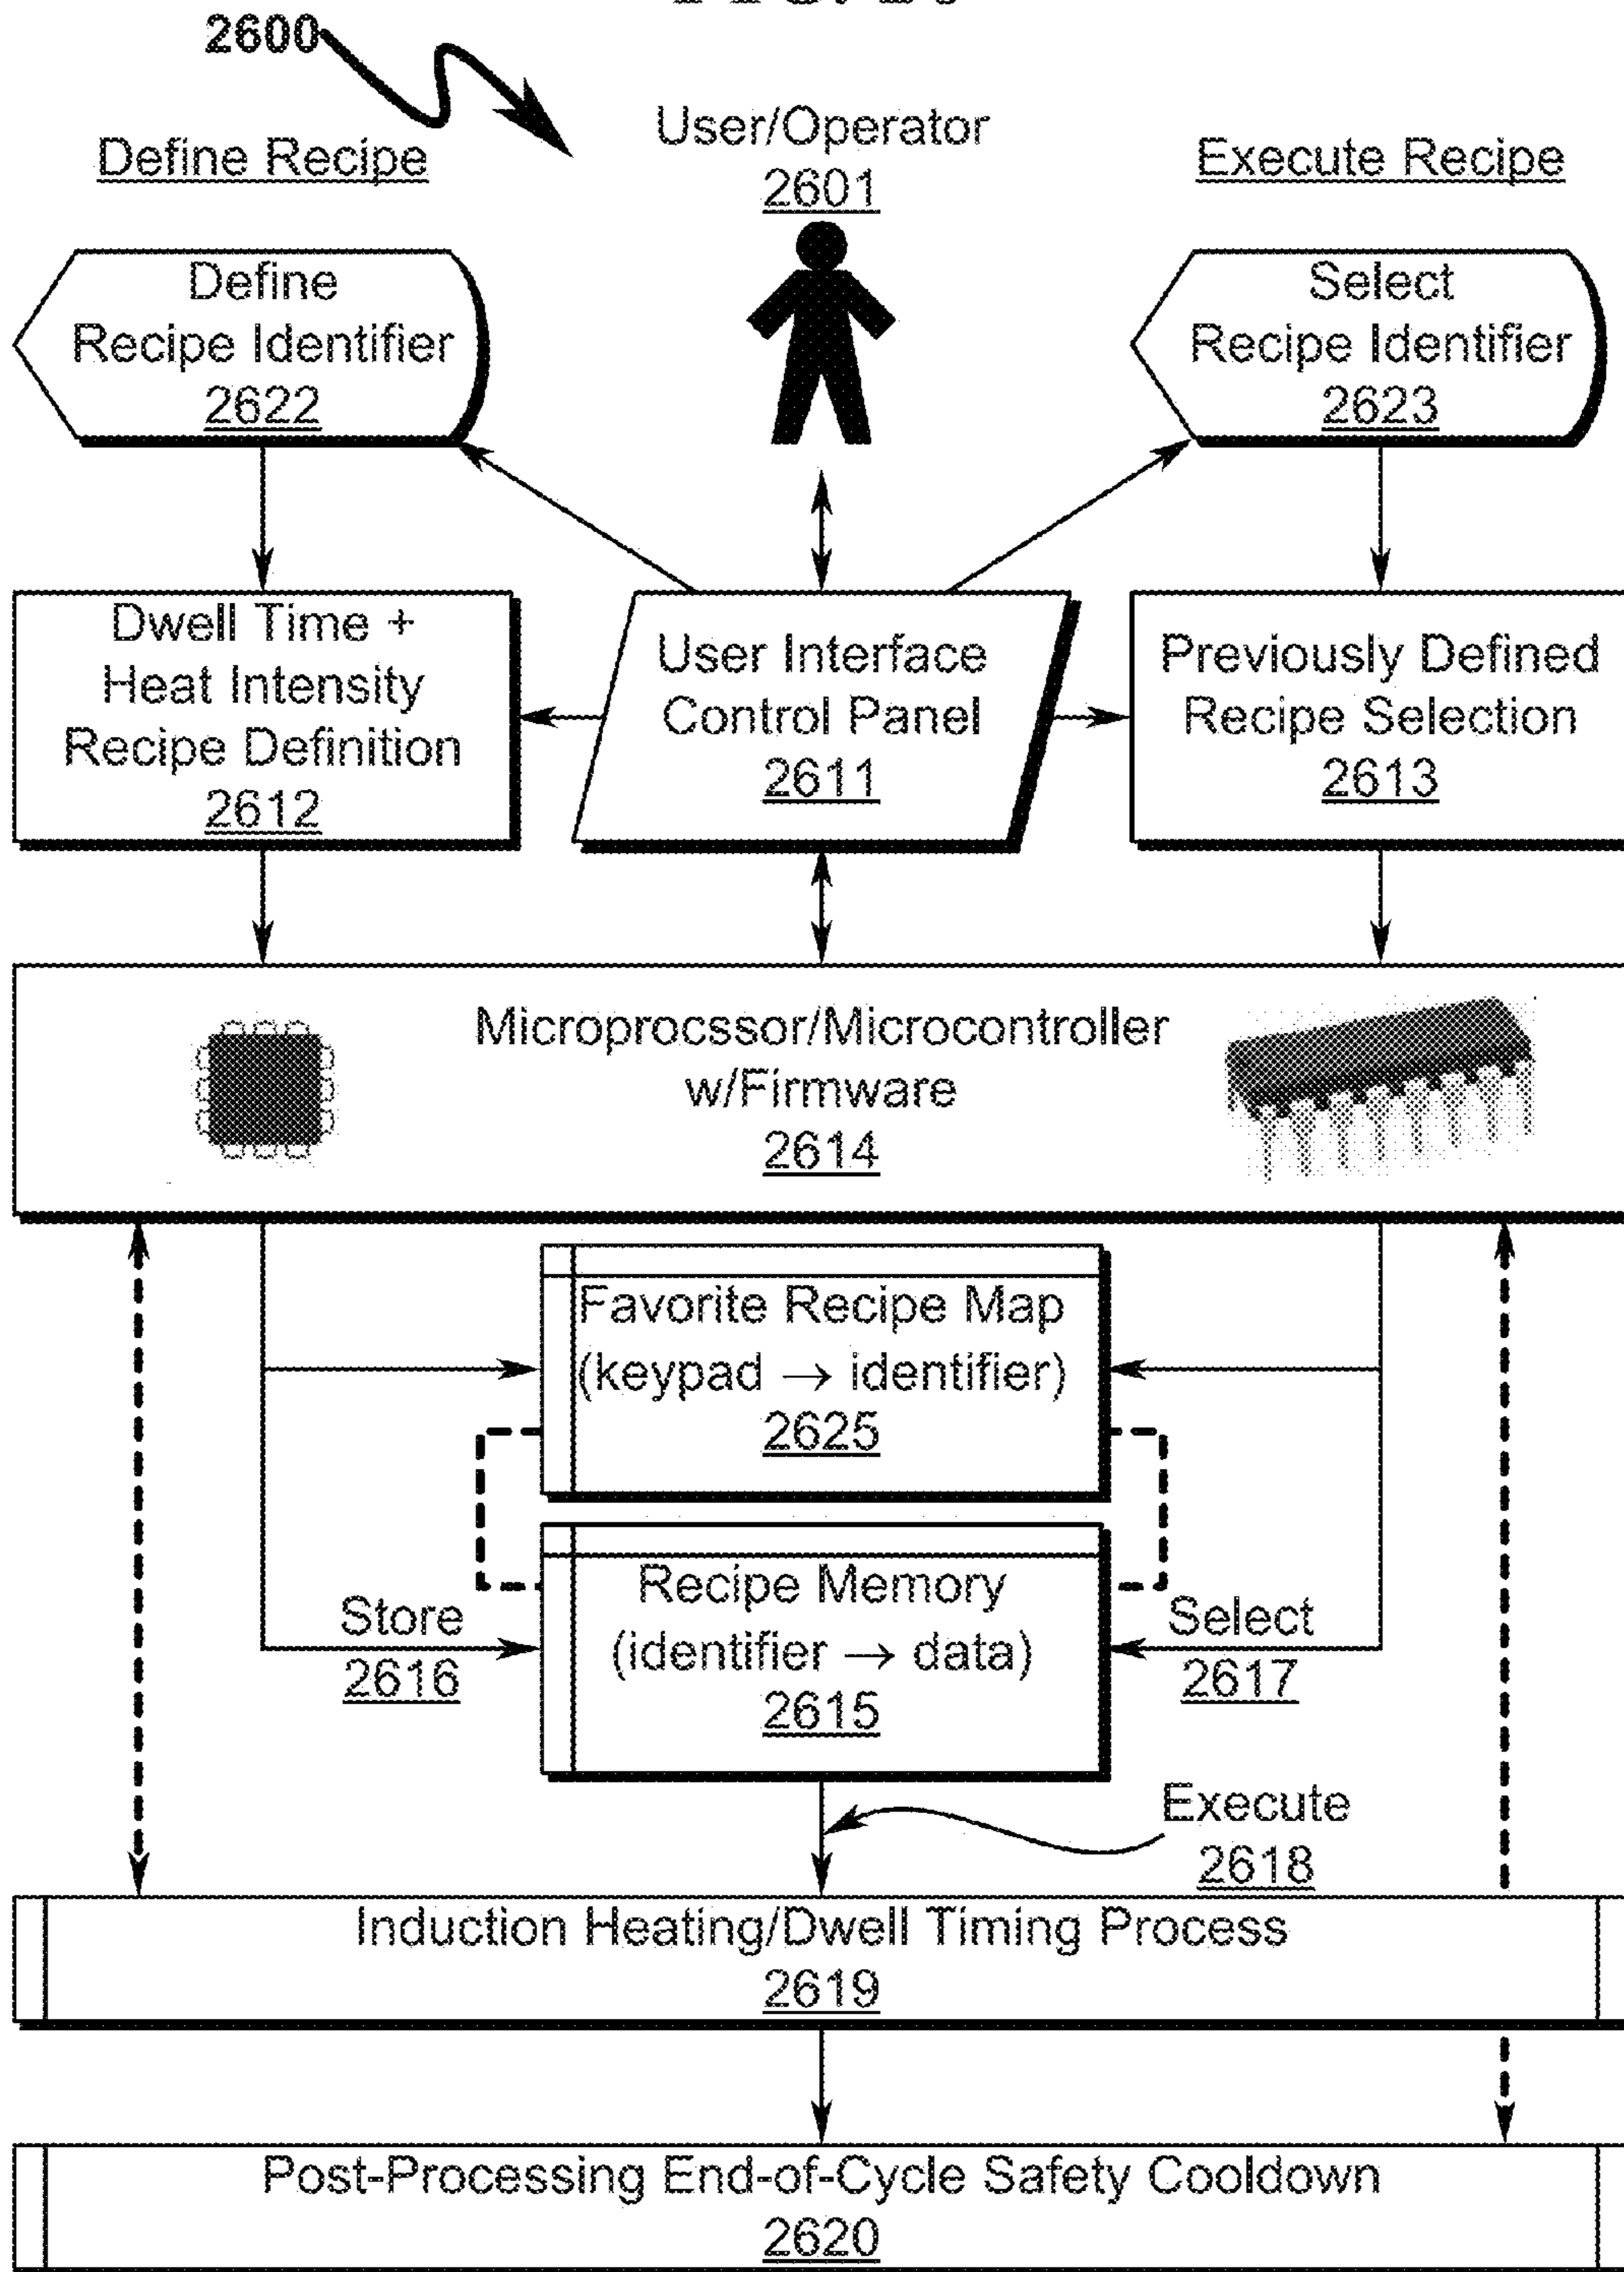 2600
User/Operator
2601
Define Recipe
Execute Recipe
Define
Recipe Identifier
2622
Select
Recipe Identifier
2623
Dwell Time +
Heat Intensity
Recipe Definition
2612
User Interface
Control Panel
2611
Previously Defined
Recipe Selection
2613
Microprocssor/Microcontroller
w/Firmware
2614
Favorite Recipe Map
(keypad → identifier)
2625
Store
2616
Recipe Memory
(identifier → data)
2615
Select
2617
Execute
2618
Induction Heating/Dwell Timing Process
2619
Post-Processing End-of-Cycle Safety Cooldown
2620